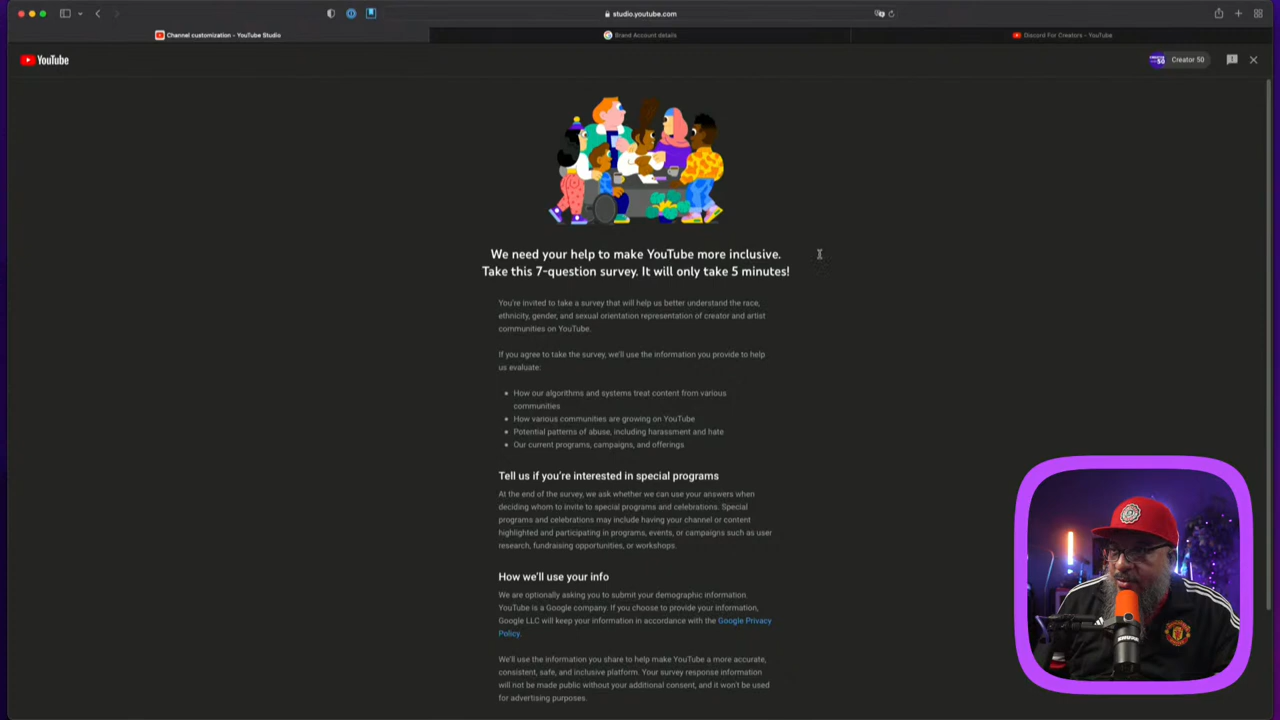 studio.youtube.com
Channel customization – YouTube Studio
Brand Account details
Discord For Creators – YouTube
YouTube
Creator 50
We need your help to make YouTube more inclusive.
Take this 7-question survey. It will only take 5 minutes!
You're invited to take a survey that will help us better understand the race,
ethnicity, gender, and sexual orientation representation of creator and artist
communities on YouTube.
If you agree to take the survey, we'll use the information you provide to help
us evaluate:
How our algorithms and systems treat content from various
communities
How various communities are growing on YouTube
Potential patterns of abuse, including harassment and hate
Our current programs, campaigns, and offerings
Tell us if you're interested in special programs
At the end of the survey, we ask whether we can use your answers when
deciding whom to invite to special programs and celebrations. Special
programs and celebrations may include having your channel or content
highlighted and participating in programs, events, or campaigns such as user
research, fundraising opportunities, or workshops.
How we'll use your info
We are optionally asking you to submit your demographic information.
YouTube is a Google company. If you choose to provide your information,
Google LLC will keep your information in accordance with the Google Privacy
Policy.
We'll use the information you share to help make YouTube a more accurate,
consistent, safe, and inclusive platform. Your survey response information
will not be made public without your additional consent, and it won't be used
for advertising purposes.